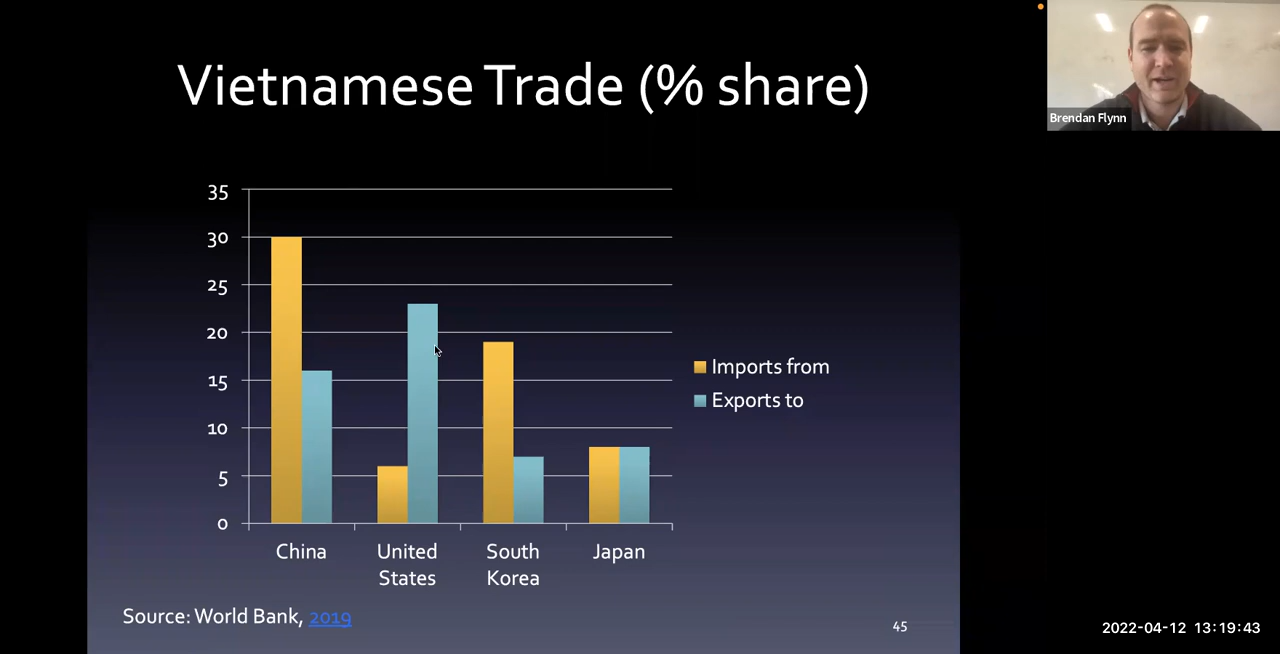 Vietnamese Trade (% share)
Brendan Flynn
35
30
25
20
15
10
5
0
Imports from
Exports to
China
United
States
South
Korea
Japan
Source: World Bank, 2019
45
2022-04-12 13:19:43